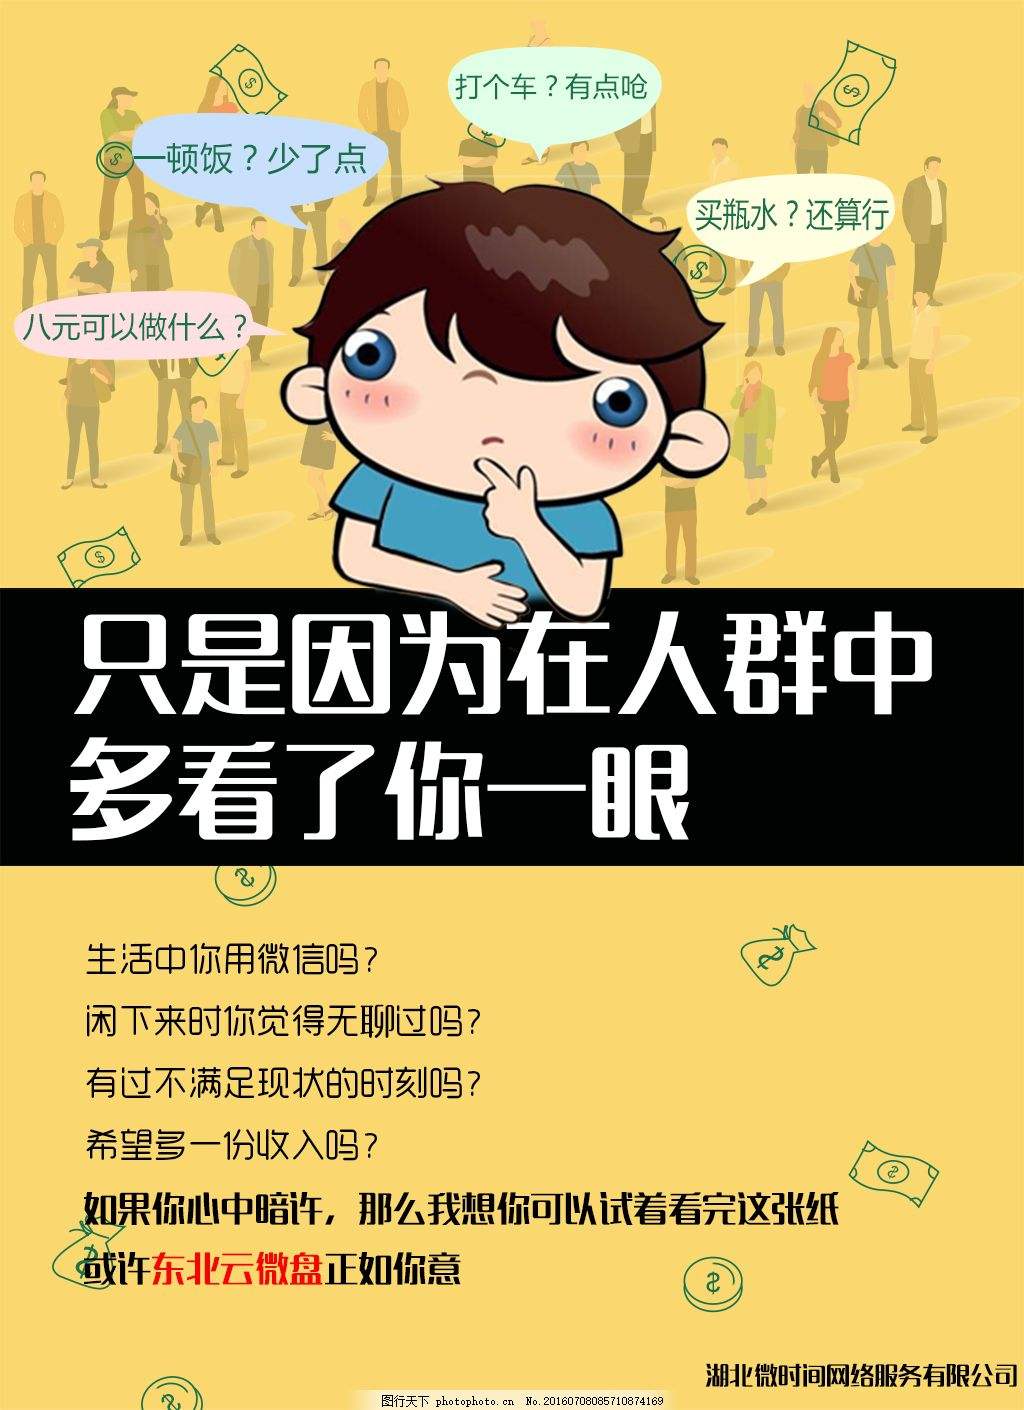 打个车？有点呛
一顿饭？少了点
买瓶水？还算行
八元可以做什么？
只是因为在人群中
多看了你一眼
生活中你用微信吗?
闲下来时你觉得无聊过吗?
有过不满足现状的时刻吗?
希望多一份收入吗?
如果你心中暗许，那么我想你可以试着看完这张纸
或许东北云微盘正如你意
湖北微时间网络服务有限公司
图行天下 photophoto.cn No.20160708085710874169